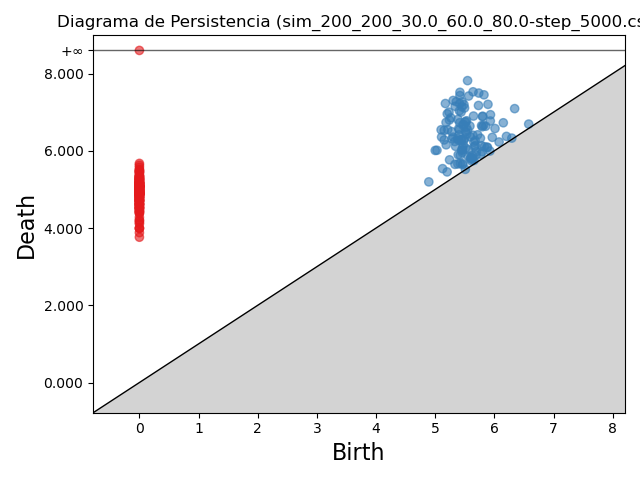 Diagrama de Persistencia (sim_200_200_30.0_60.0_80.0-step_5000.cs
+∞
8.000
6.000
4.000
2.000
0.000
Death
0 1 2 3 4 5 6 7 8
Birth